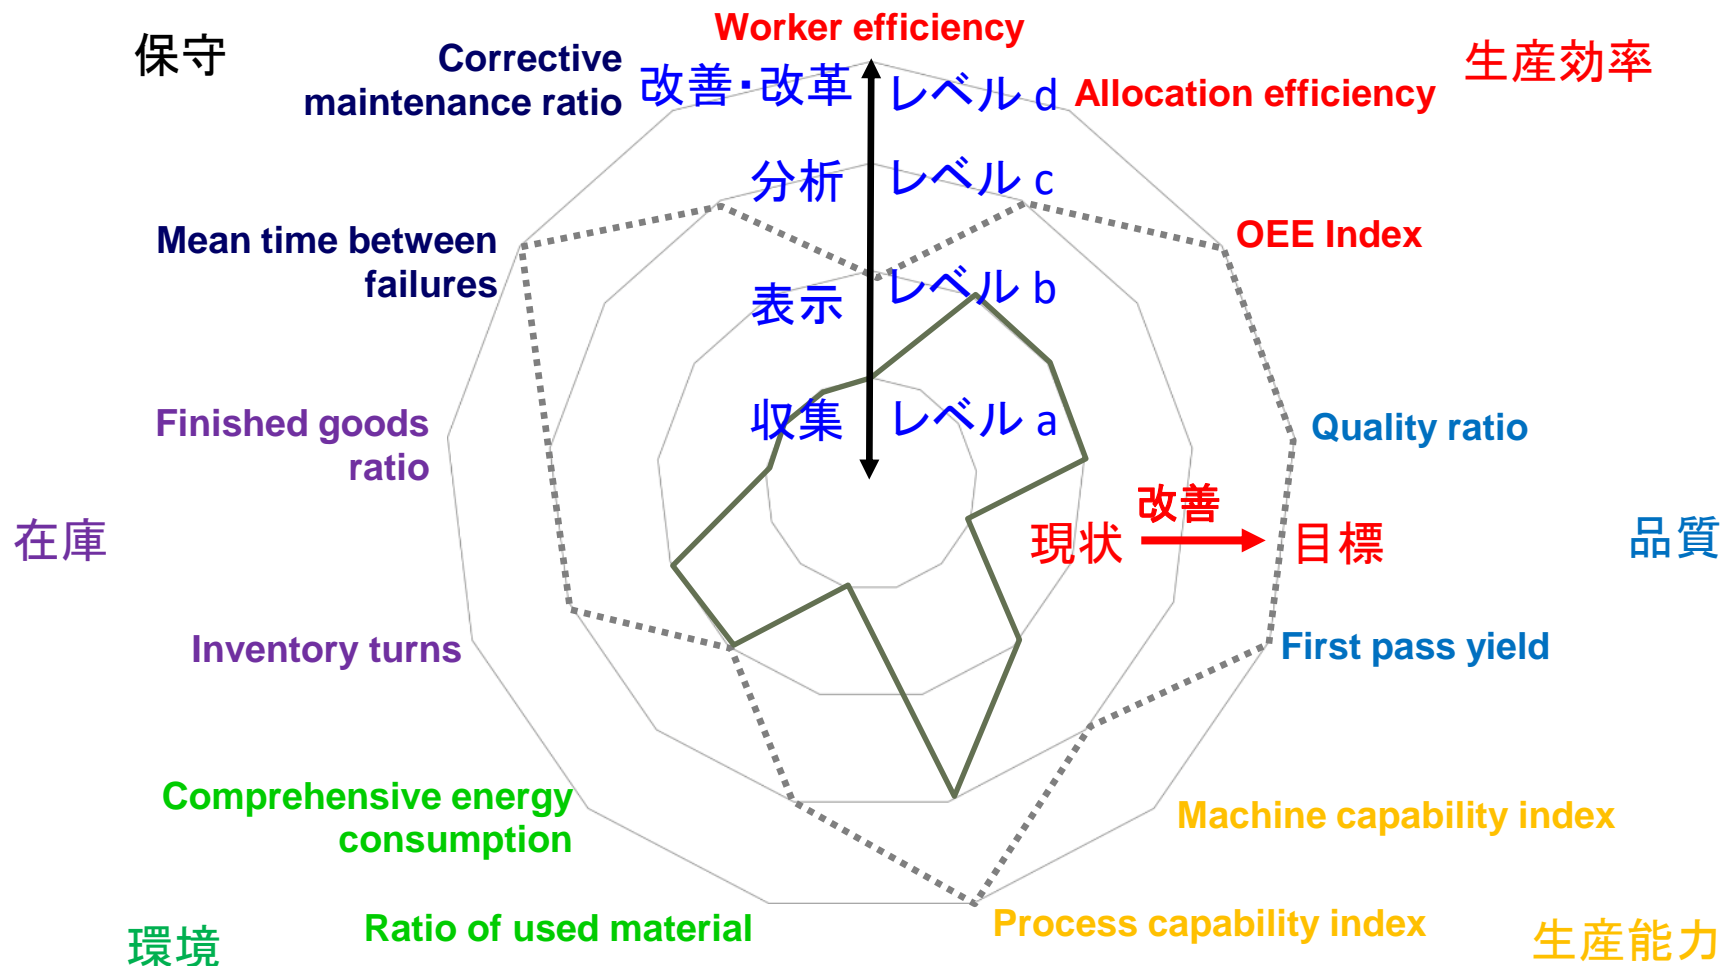 Worker efficiency
保守
Corrective
maintenance ratio
改善・改革
レベル d
Allocation efficiency
生産効率
分析
レベル c
Mean time between
failures
OEE Index
表示
レベル b
Finished goods
ratio
収集
レベル a
Quality ratio
在庫
現状
改善
目標
品質
Inventory turns
First pass yield
Comprehensive energy
consumption
Machine capability index
環境
Ratio of used material
Process capability index
生産能力